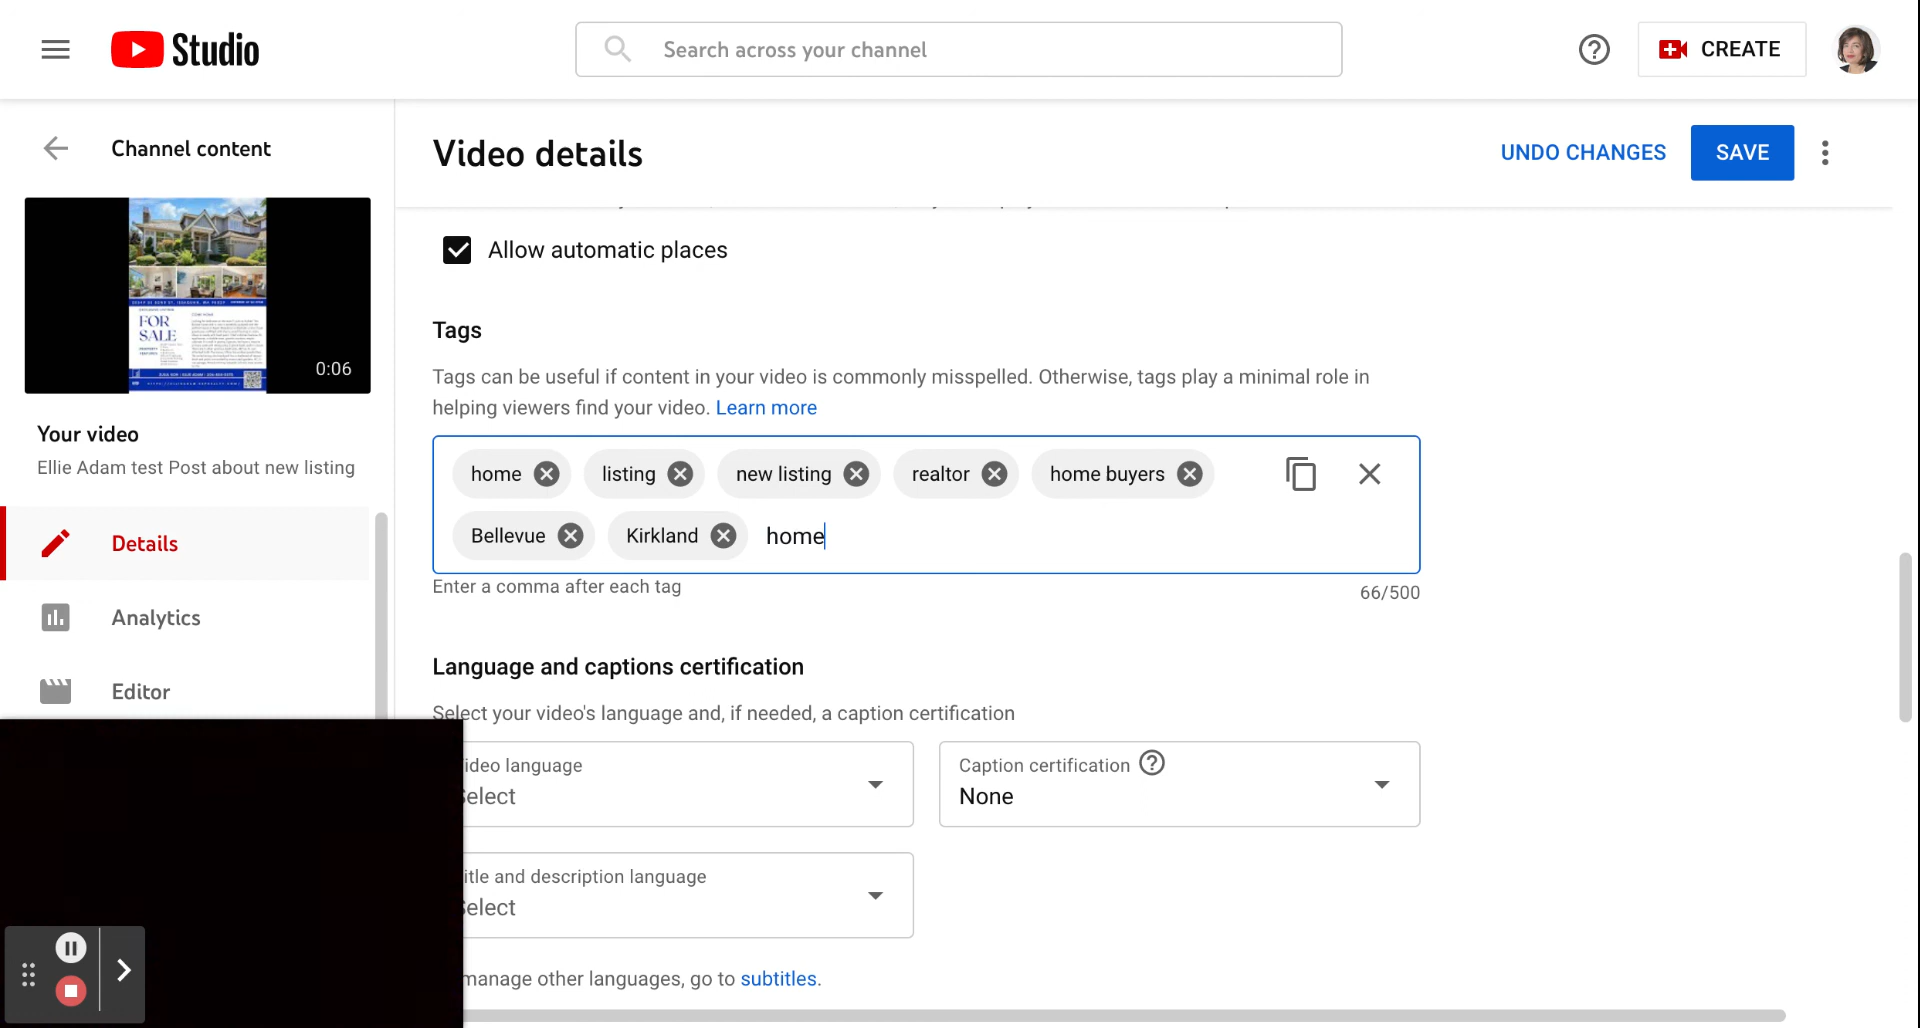 Studio
Search across your channel
CREATE
Channel content
Video details
UNDO CHANGES
SAVE
FOR
SALE
0:06
Your video
Ellie Adam test Post about new listing
Details
Analytics
Editor
Allow automatic places
Tags
Tags can be useful if content in your video is commonly misspelled. Otherwise, tags play a minimal role in
helping viewers find your video. Learn more
home listing new listing realtor home buyers
Bellevue Kirkland home
Enter a comma after each tag
66/500
Language and captions certification
Select your video's language and, if needed, a caption certification
ideo language
elect
Caption certification
None
itle and description language
elect
manage other languages, go to subtitles.